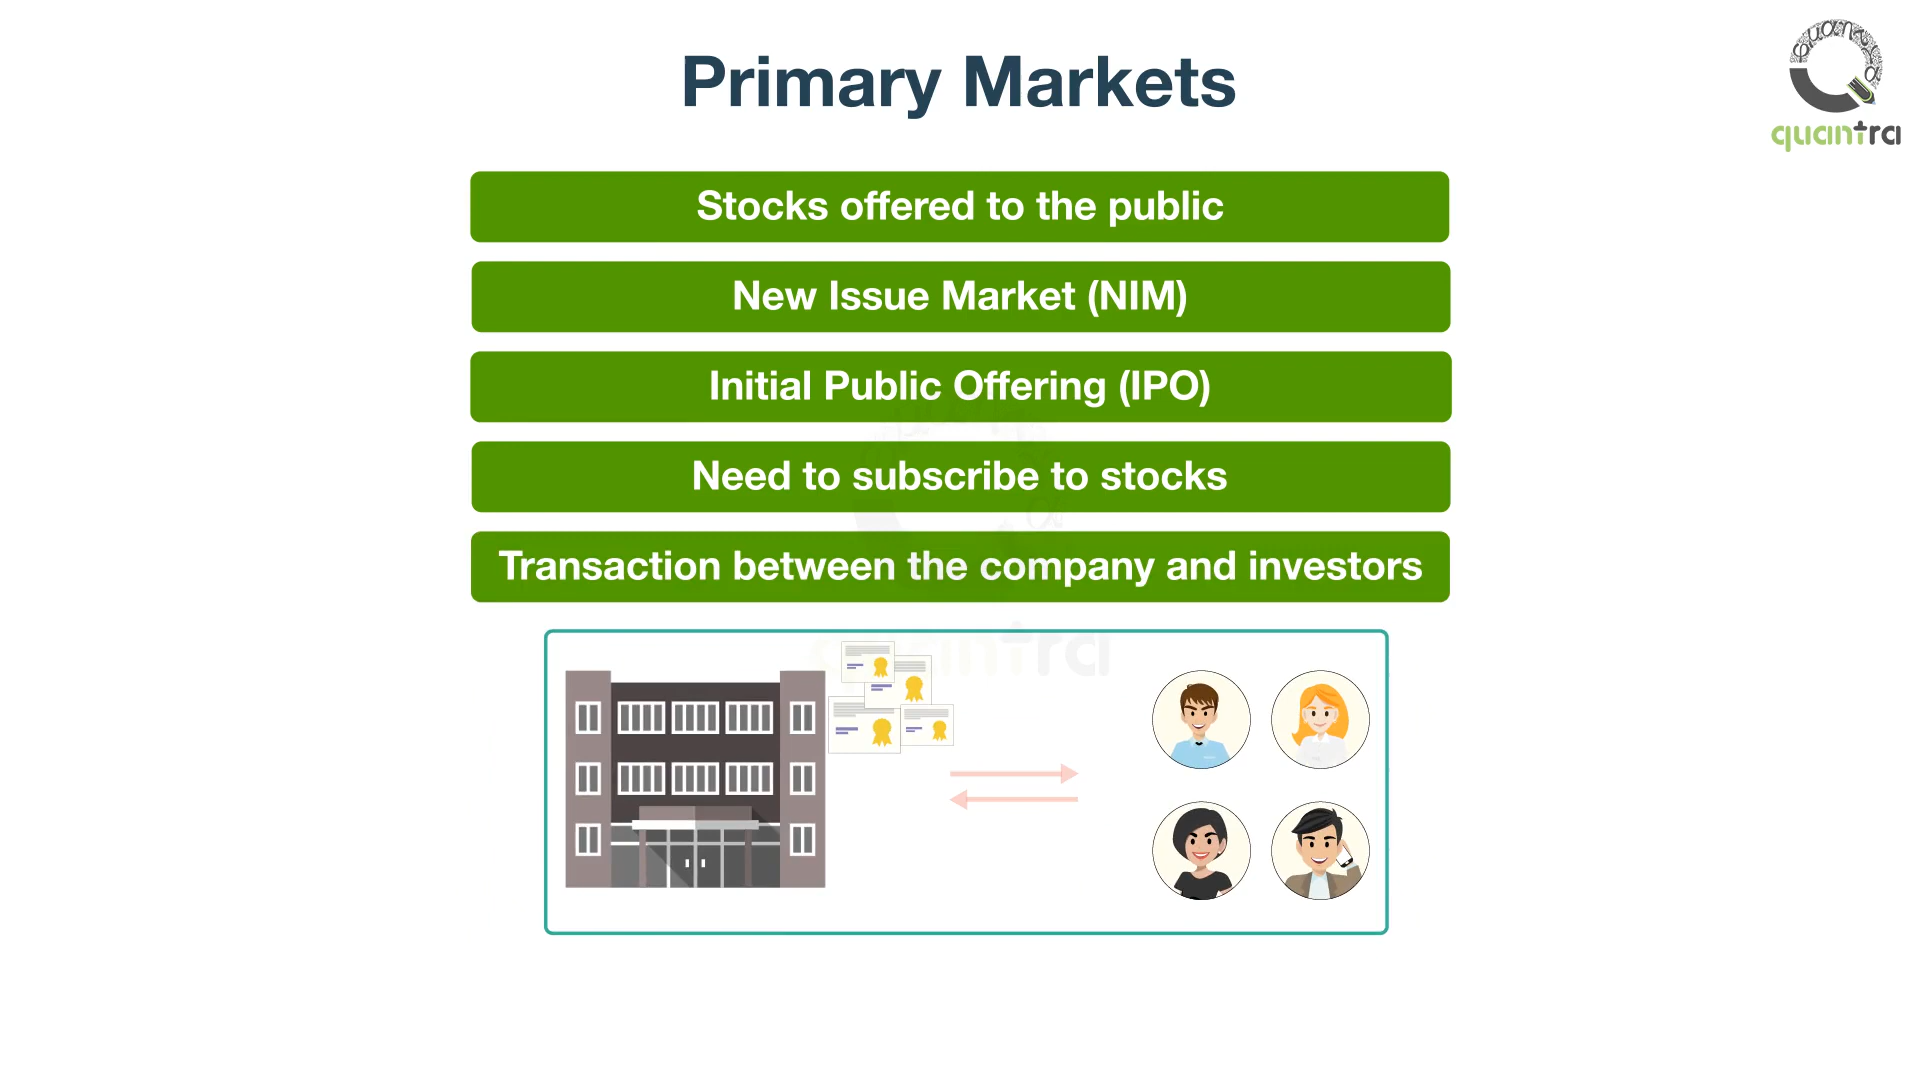 Primary Markets
quantra
Stocks offered to the public
New Issue Market (NIM)
Initial Public Offering (IPO)
Need to subscribe to stocks
Transaction between the company and investors
quantra